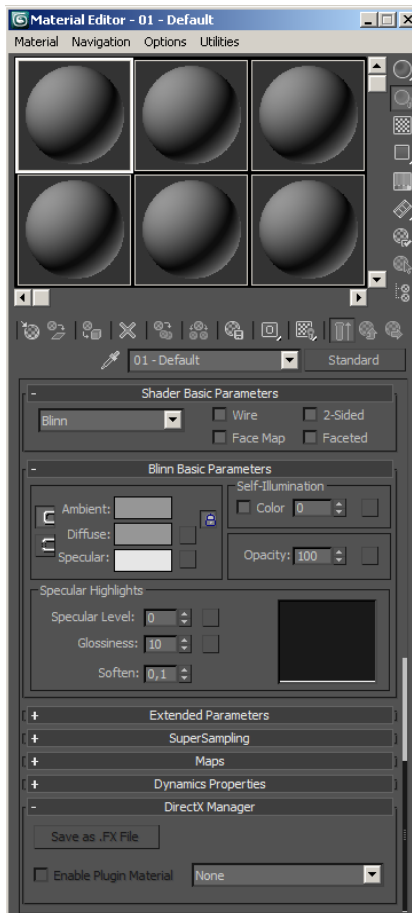 Material Editor - 01 - Default
Material Navigation Options Utilities
01 - Default Standard
- Shader Basic Parameters
Blinn Wire 2-Sided
Face Map Faceted
- Blinn Basic Parameters
Self-Illumination
Ambient: Color 0
Diffuse:
Specular: Opacity: 100
Specular Highlights
Specular Level: 0
Glossiness: 10
Soften: 0,1
+ Extended Parameters
+ SuperSampling
+ Maps
+ Dynamics Properties
- DirectX Manager
Save as .FX File
Enable Plugin Material None